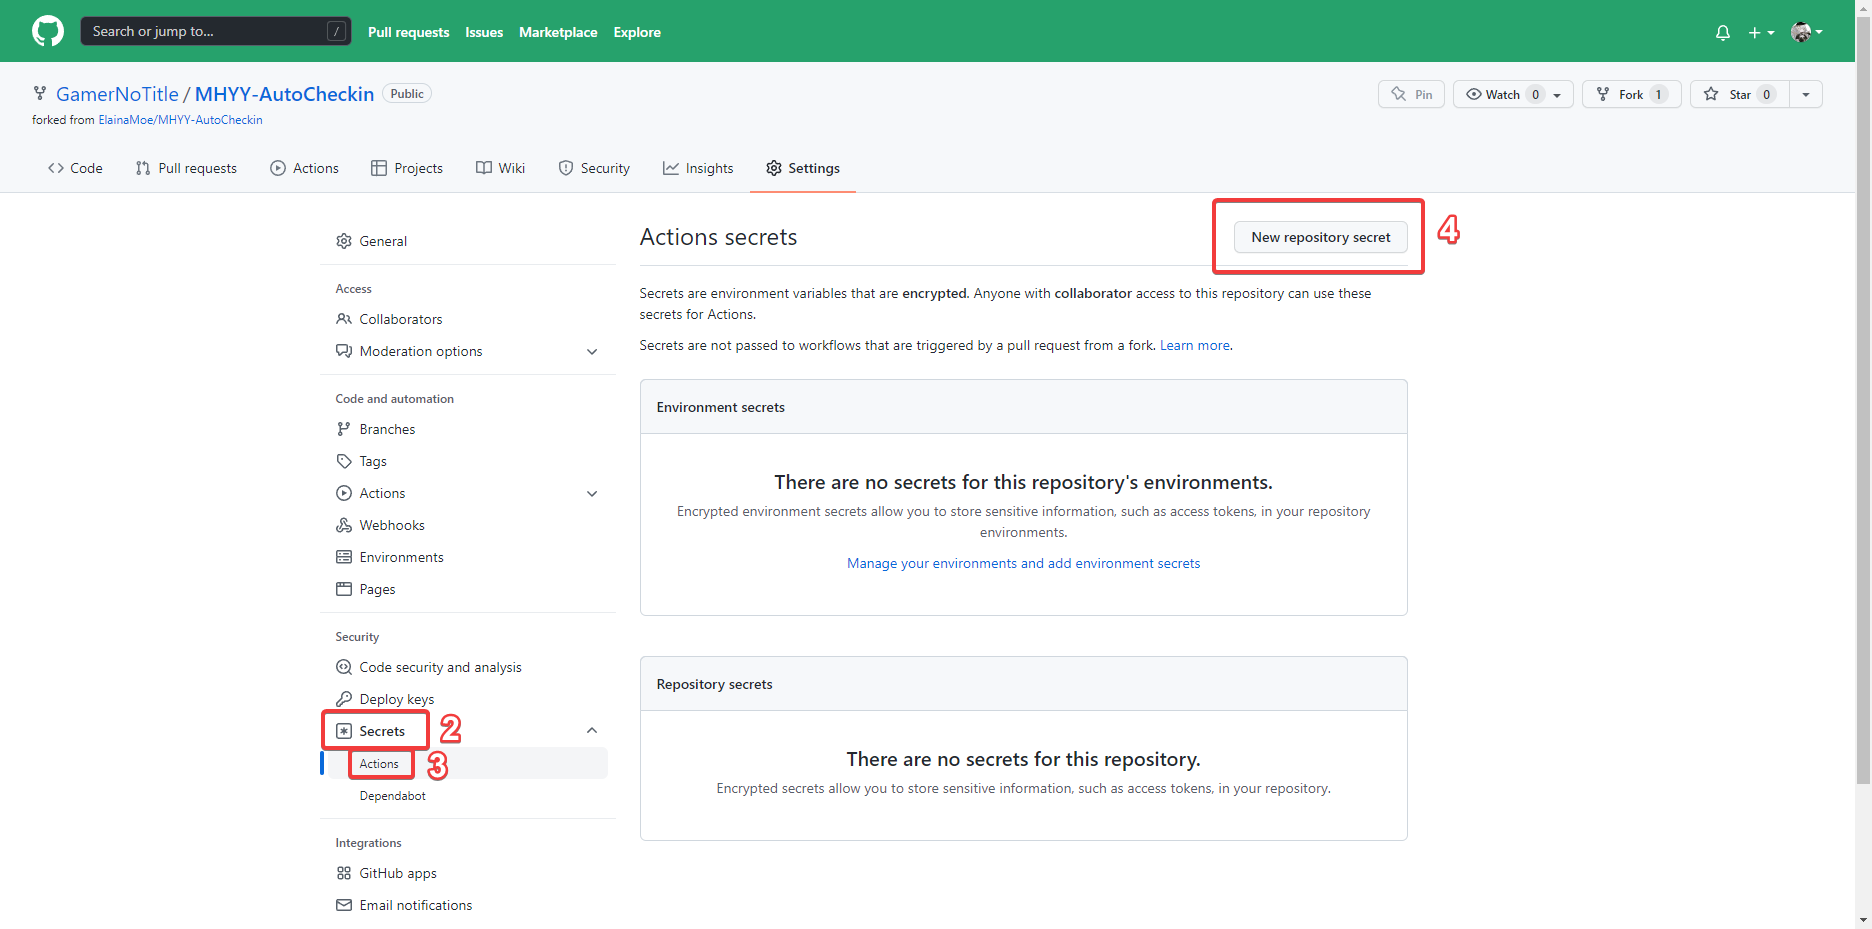 Search or jump to... /
Pull requests Issues Marketplace Explore
GamerNoTitle / MHYY-AutoCheckin Public
Pin Watch 0 Fork 1 Star 0
forked from ElainaMoe/MHYY-AutoCheckin
Code Pull requests Actions Projects Wiki Security Insights Settings
General
Access
Collaborators
Moderation options
Code and automation
Branches
Tags
Actions
Webhooks
Environments
Pages
Security
Code security and analysis
Deploy keys
Secrets 2
Actions 3
Dependabot
Integrations
GitHub apps
Email notifications
Actions secrets
New repository secret 4
Secrets are environment variables that are encrypted. Anyone with collaborator access to this repository can use these
secrets for Actions.
Secrets are not passed to workflows that are triggered by a pull request from a fork. Learn more.
Environment secrets
There are no secrets for this repository's environments.
Encrypted environment secrets allow you to store sensitive information, such as access tokens, in your repository
environments.
Manage your environments and add environment secrets
Repository secrets
There are no secrets for this repository.
Encrypted secrets allow you to store sensitive information, such as access tokens, in your repository.